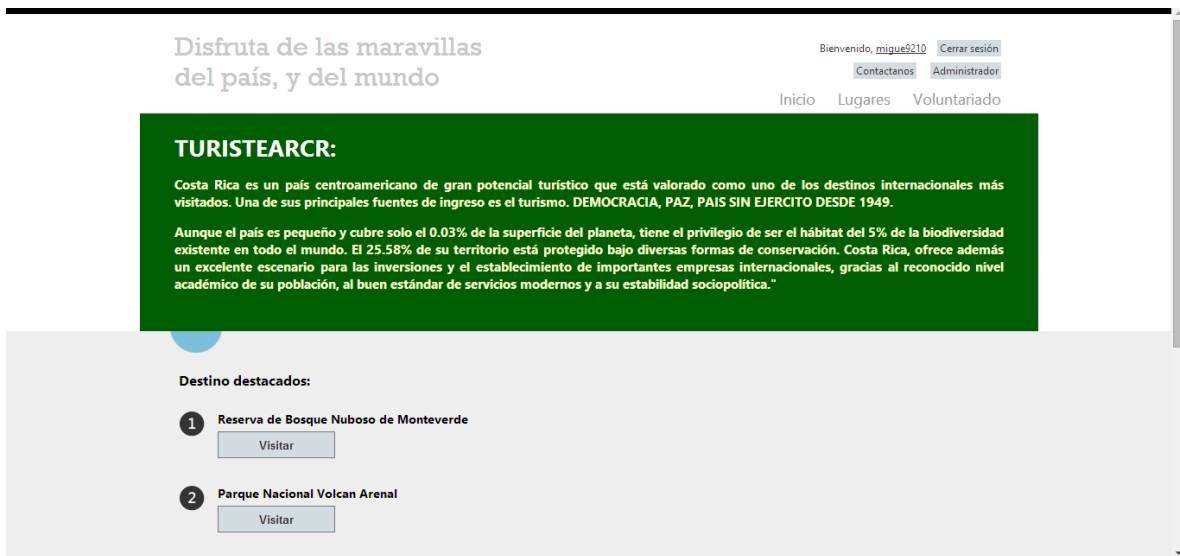 Disfruta de las maravillas
del país, y del mundo
Bienvenido, migue9210 Cerrar sesión
Contactanos Administrador
Inicio Lugares Voluntariado
TURISTEARCR:
Costa Rica es un país centroamericano de gran potencial turístico que está valorado como uno de los destinos internacionales más
visitados. Una de sus principales fuentes de ingreso es el turismo. DEMOCRACIA, PAZ, PAIS SIN EJERCITO DESDE 1949.
Aunque el país es pequeño y cubre solo el 0.03% de la superficie del planeta, tiene el privilegio de ser el hábitat del 5% de la biodiversidad
existente en todo el mundo. El 25.58% de su territorio está protegido bajo diversas formas de conservación. Costa Rica, ofrece además
un excelente escenario para las inversiones y el establecimiento de importantes empresas internacionales, gracias al reconocido nivel
académico de su población, al buen estándar de servicios modernos y a su estabilidad sociopolítica."
Destino destacados:
1 Reserva de Bosque Nuboso de Monteverde
Visitar
2 Parque Nacional Volcan Arenal
Visitar